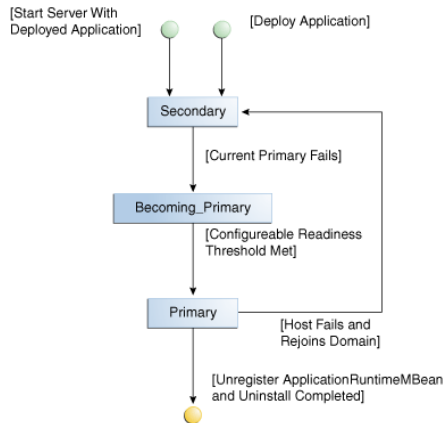 [Start Server With
Deployed Application]
[Deploy Application]
Secondary
[Current Primary Fails]
Becoming_Primary
[Configureable Readiness
Threshold Met]
Primary
[Host Fails and
Rejoins Domain]
[Unregister ApplicationRuntimeMBean
and Uninstall Completed]